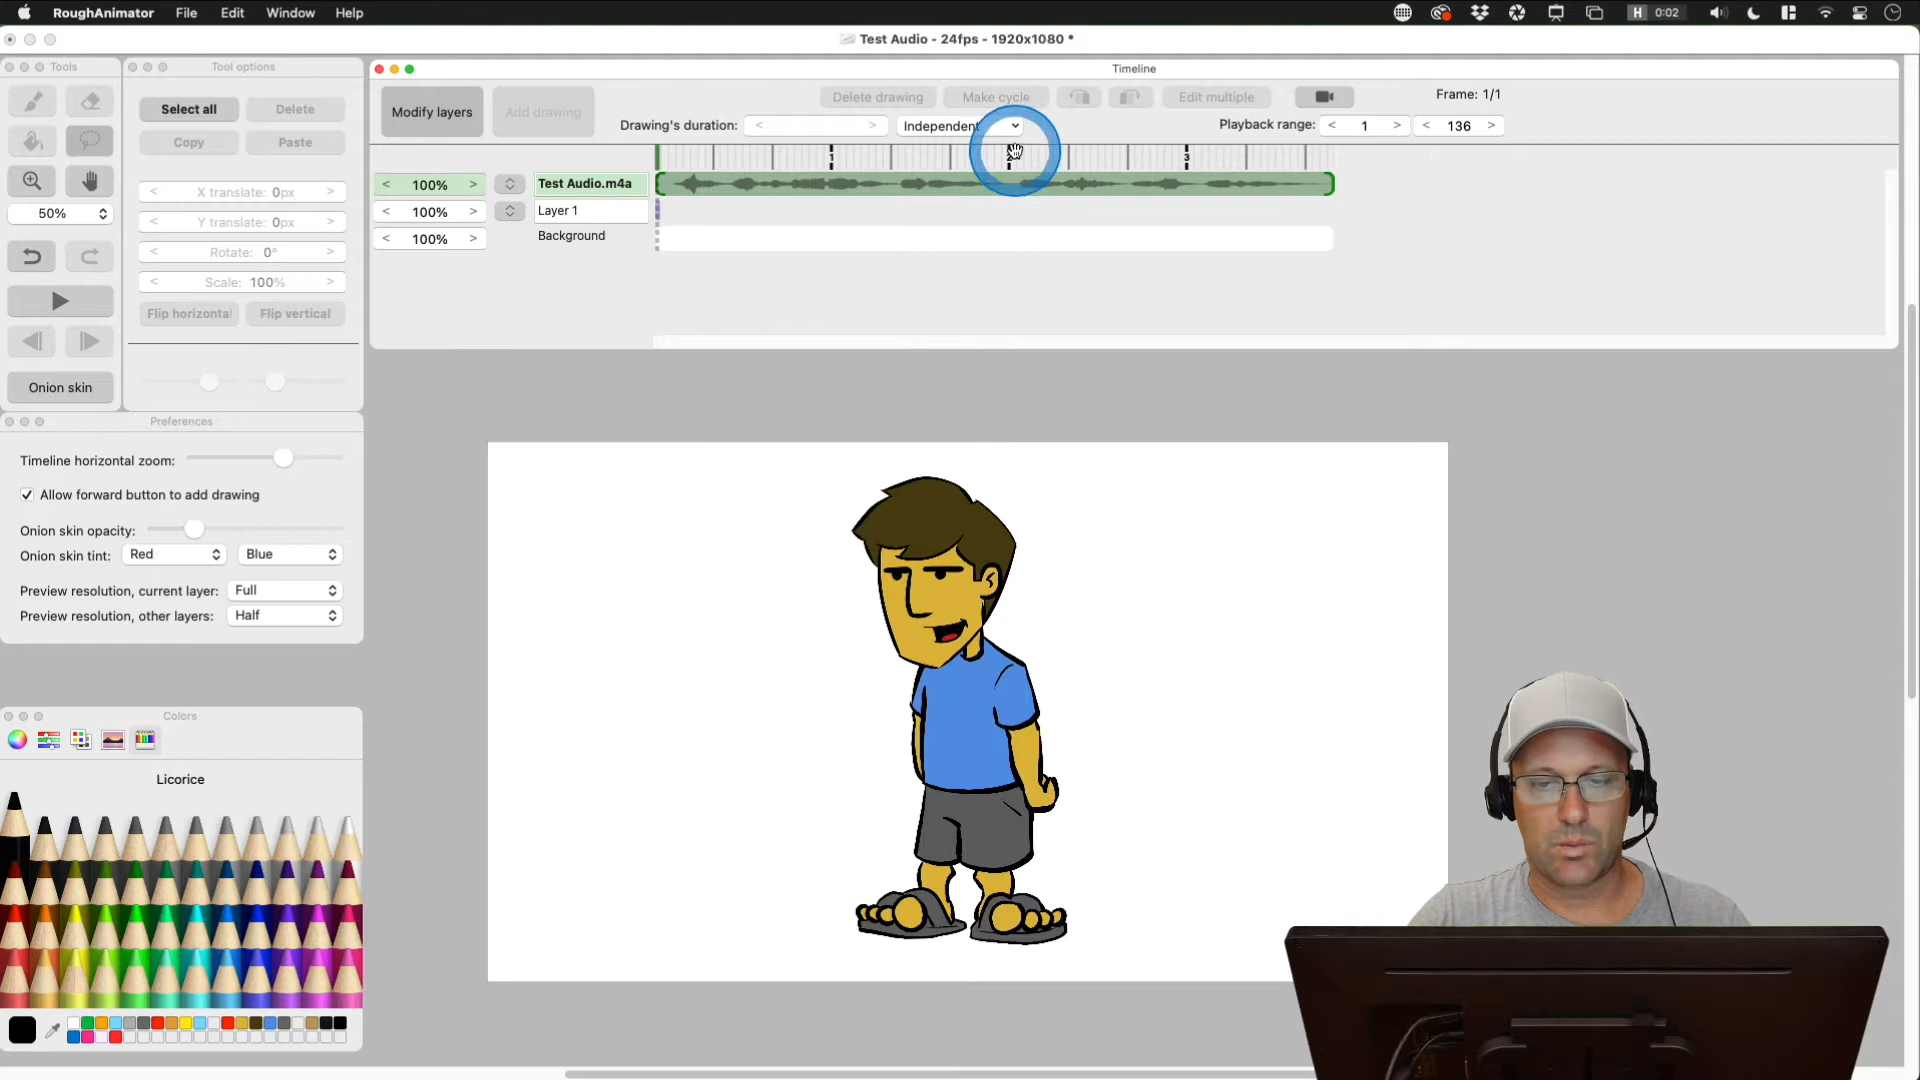 RoughAnimator File Edit Window Help
H 0:02
Test Audio - 24fps - 1920x1080 *
Tools
Tool options
Timeline
Select all Delete
Copy Paste
X translate: 0px
Y translate: 0px
Rotate: 0°
Scale: 100%
Flip horizontal Flip vertical
50%
Onion skin
Modify layers Add drawing
Delete drawing Make cycle Edit multiple
Frame: 1/1
Drawing's duration: Independent
Playback range: < 1 > < 136 >
1 2 3
< 100% > Test Audio.m4a
< 100% > Layer 1
< 100% > Background
Preferences
Timeline horizontal zoom:
Allow forward button to add drawing
Onion skin opacity:
Onion skin tint: Red Blue
Preview resolution, current layer: Full
Preview resolution, other layers: Half
Colors
Licorice